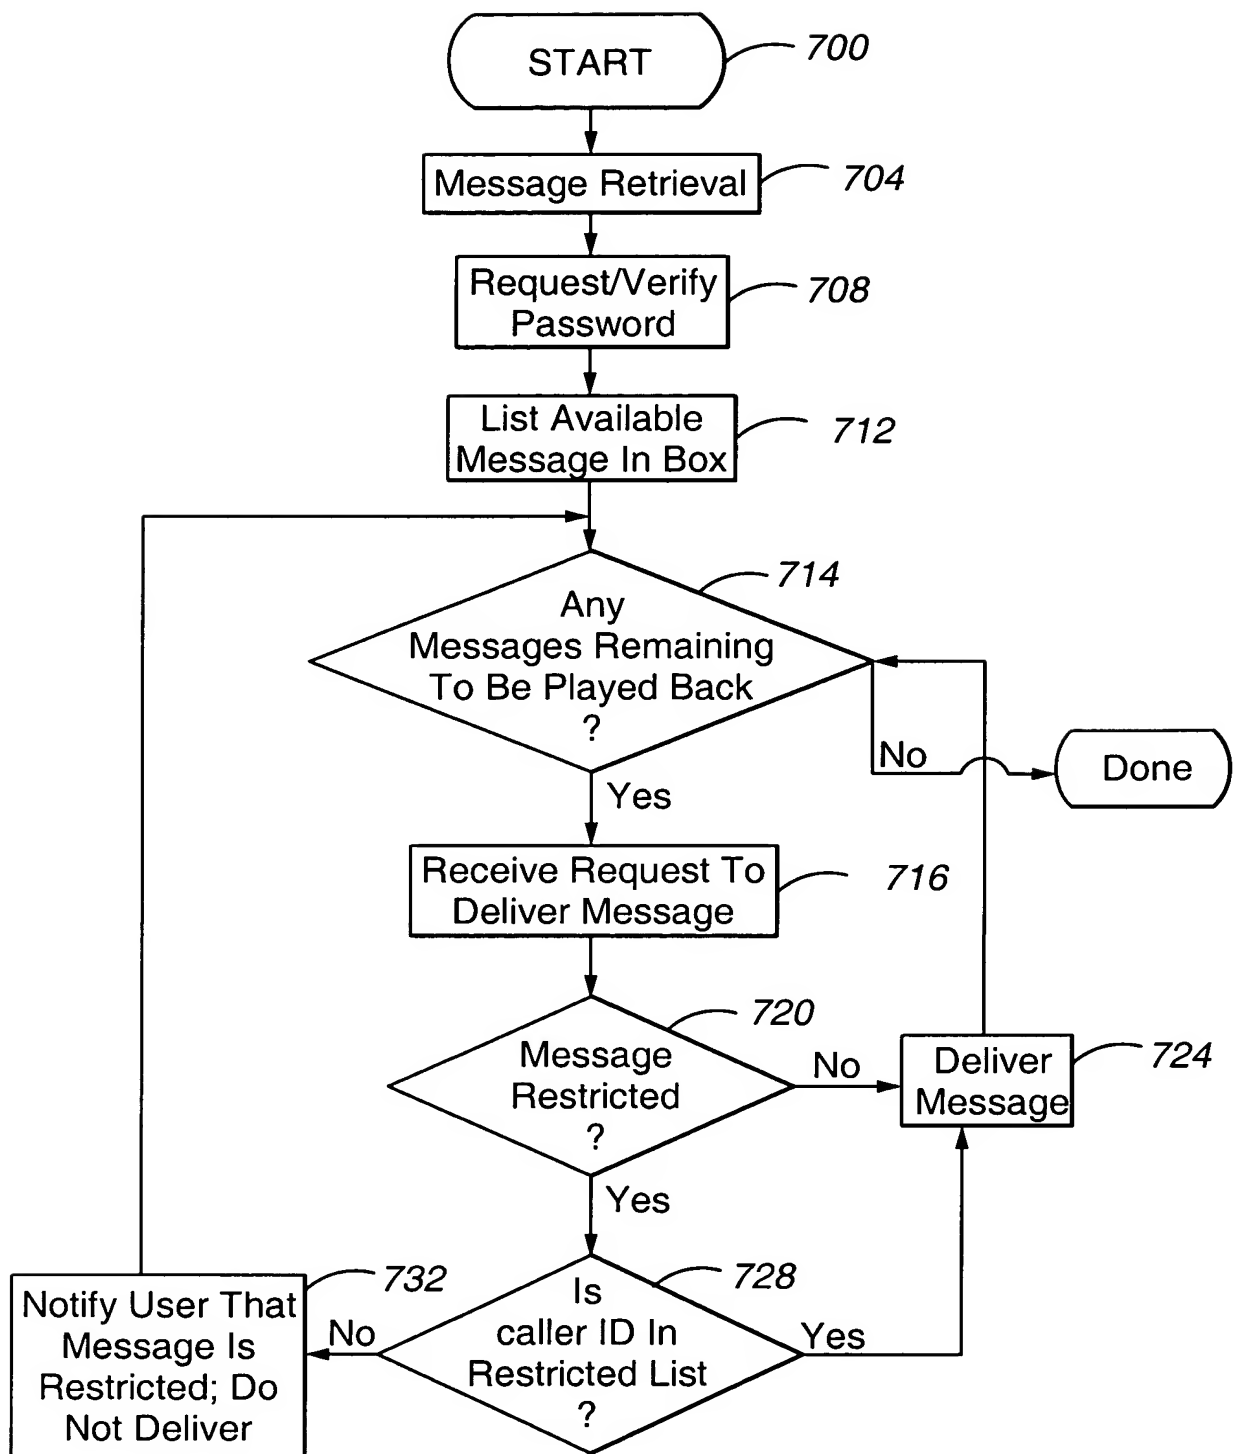 START
700
Message Retrieval
704
Request/Verify
Password
708
List Available
Message In Box
712
714
Any
Messages Remaining
To Be Played Back
?
No
Done
Yes
Receive Request To
Deliver Message
716
720
Message
Restricted
?
No
Deliver
Message
724
Yes
728
Is
caller ID In
Restricted List
?
Yes
No
732
Notify User That
Message Is
Restricted; Do
Not Deliver